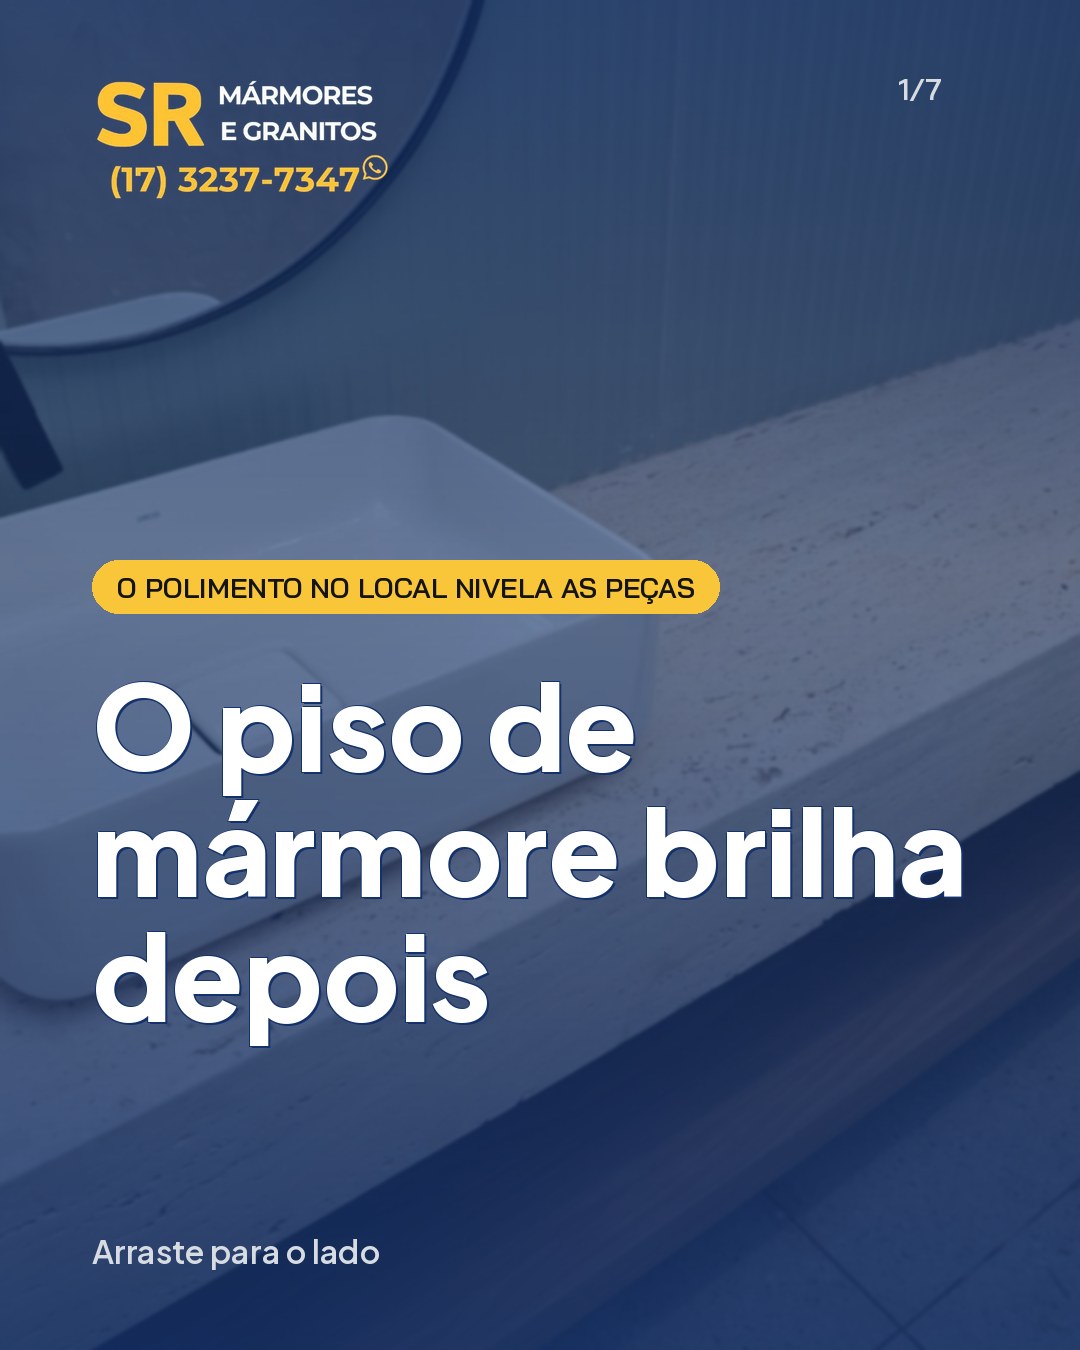 SR MÁRMORES
E GRANITOS
(17) 3237-7347
1/7
O POLIMENTO NO LOCAL NIVELA AS PEÇAS
O piso de
mármore brilha
depois
Arraste para o lado